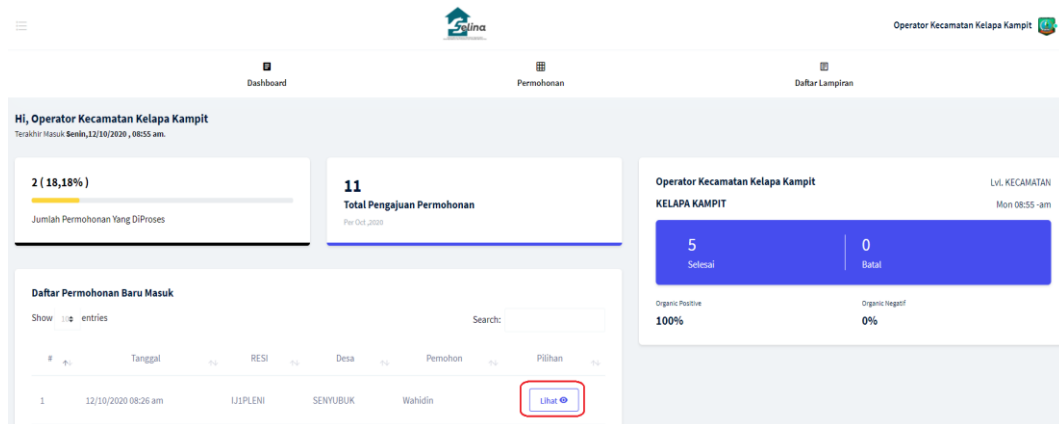 Selina
Operator Kecamatan Kelapa Kampit
Dashboard
Permohonan
Daftar Lampiran
Hi, Operator Kecamatan Kelapa Kampit
Terakhir Masuk Senin,12/10/2020 , 08:55 am.
2 ( 18,18% )
Jumlah Permohonan Yang DiProses
11
Total Pengajuan Permohonan
Per Oct ,2020
Operator Kecamatan Kelapa Kampit
Lvl. KECAMATAN
KELAPA KAMPIT
Mon 08:55 -am
5
Selesai
0
Batal
Organic Positive
100%
Organic Negatif
0%
Daftar Permohonan Baru Masuk
Show 10 entries
Search:
# Tanggal RESI Desa Pemohon Pilihan
1 12/10/2020 08:26 am IJ1PLENI SENYUBUK Wahidin Lihat